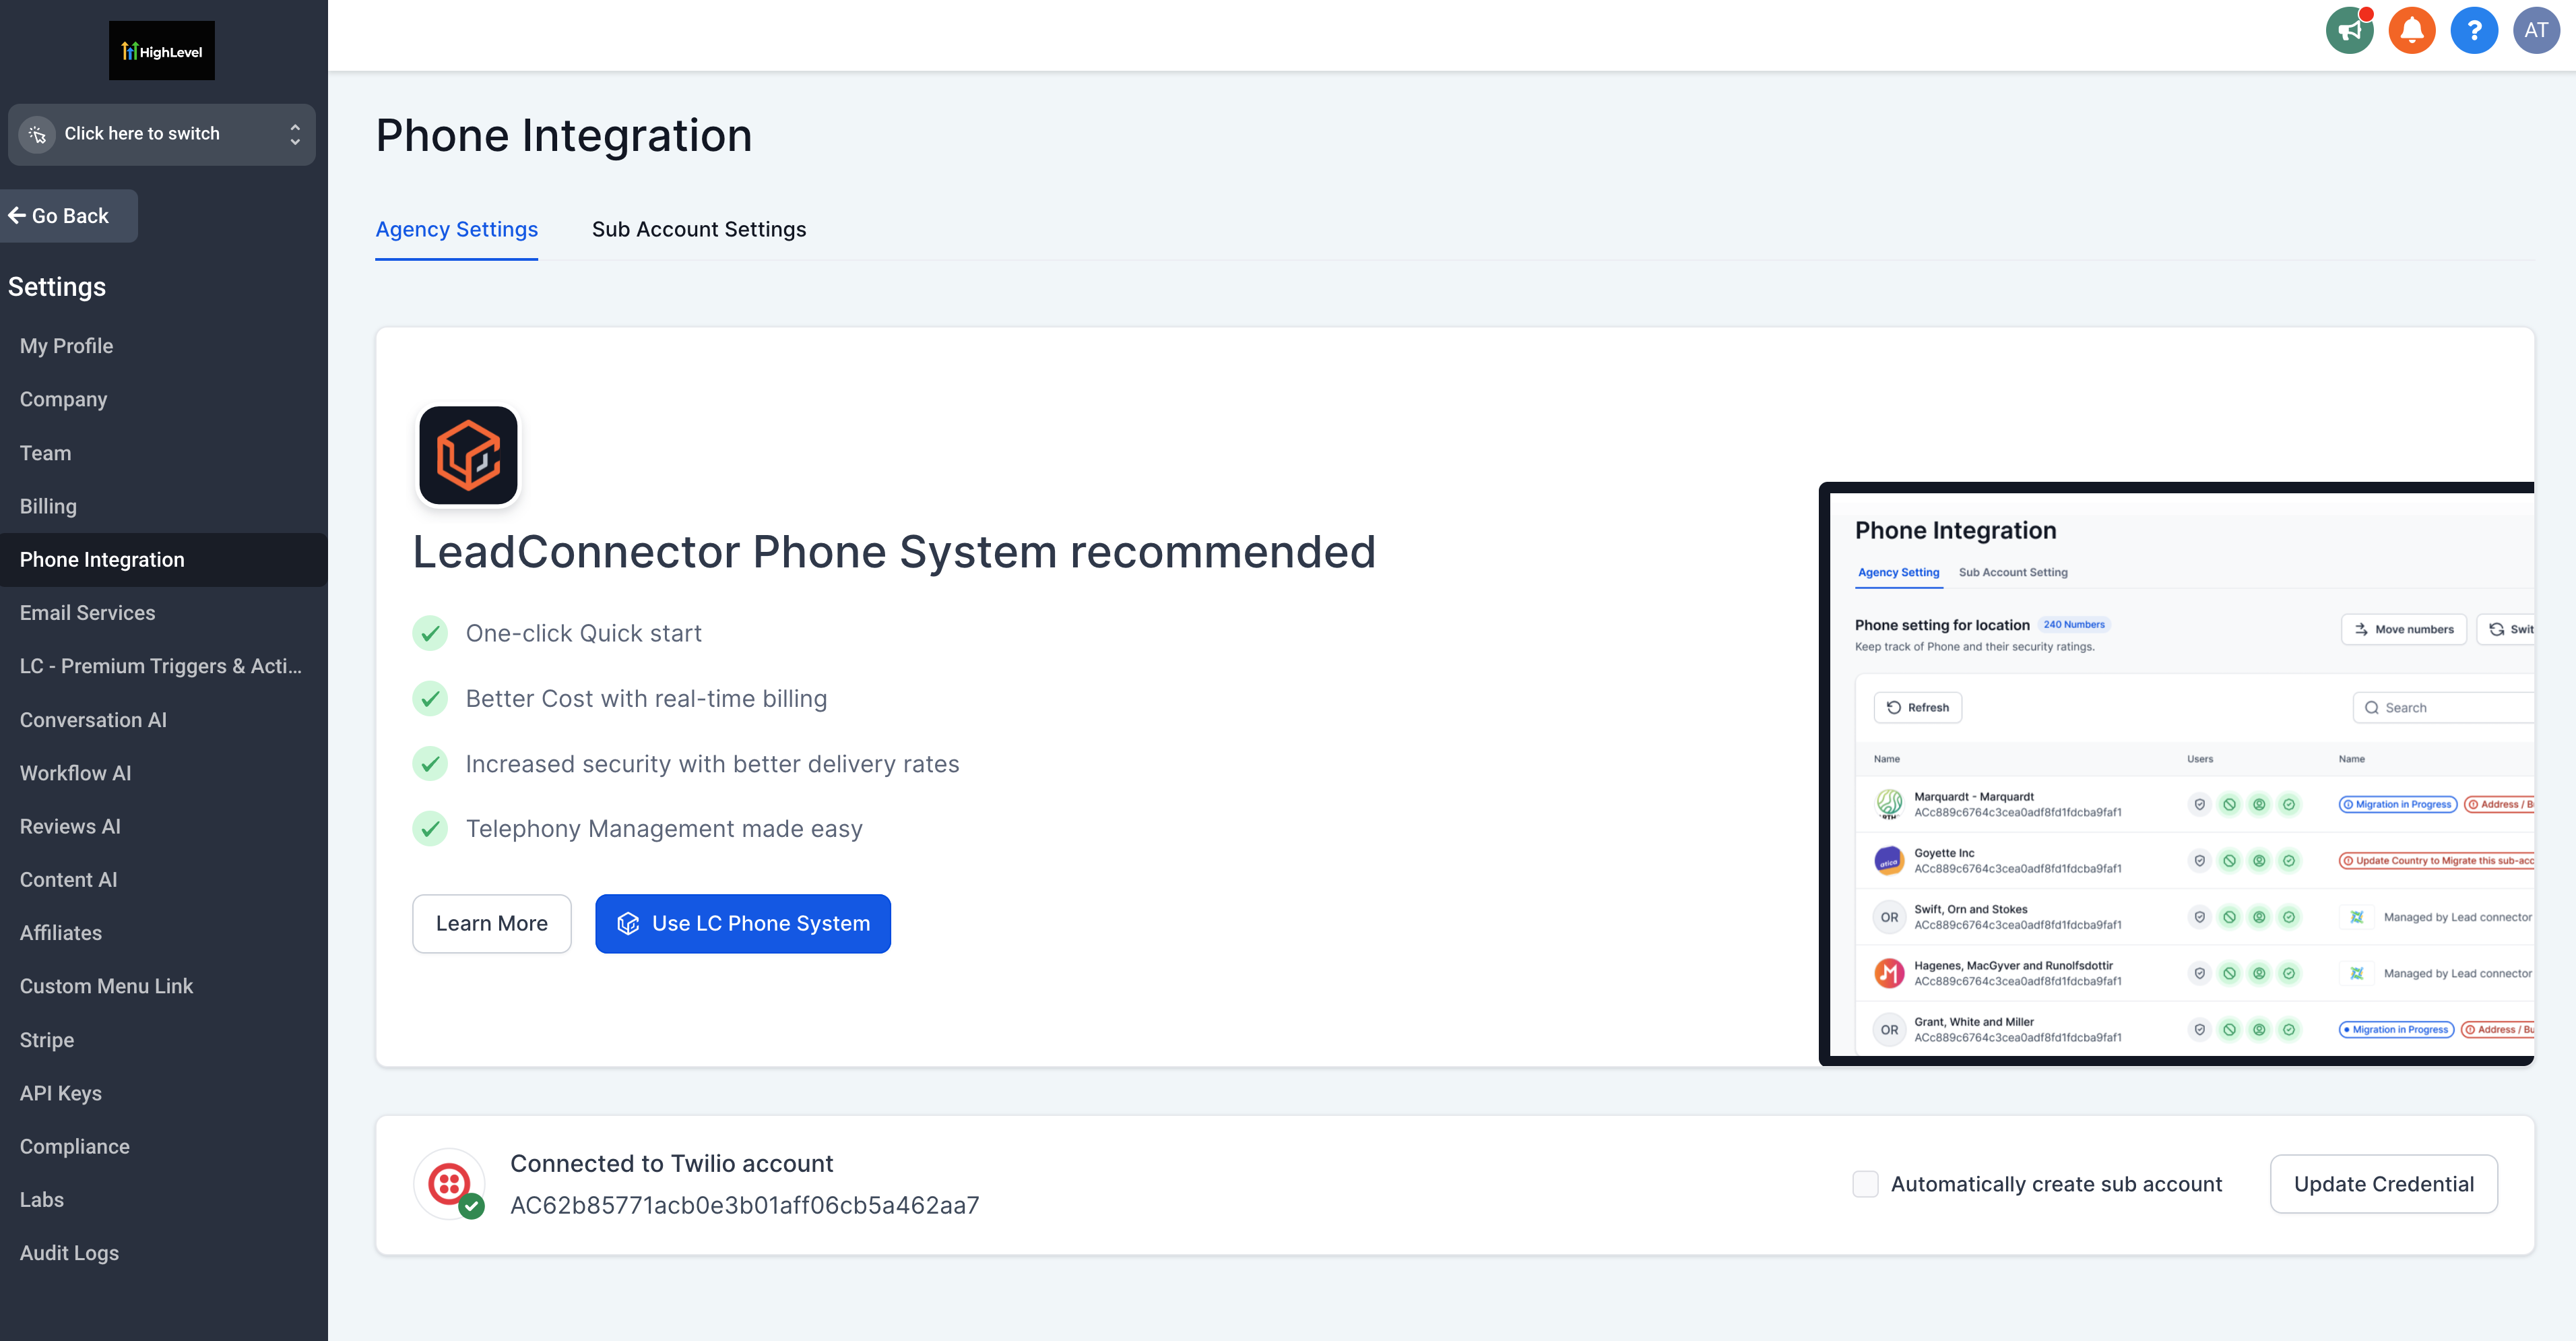 HighLevel
AT
Click here to switch
Go Back
Settings
My Profile
Company
Team
Billing
Phone Integration
Email Services
LC - Premium Triggers & Acti...
Conversation AI
Workflow AI
Reviews AI
Content AI
Affiliates
Custom Menu Link
Stripe
API Keys
Compliance
Labs
Audit Logs
Phone Integration
Agency Settings
Sub Account Settings
LeadConnector Phone System recommended
One-click Quick start
Better Cost with real-time billing
Increased security with better delivery rates
Telephony Management made easy
Learn More
Use LC Phone System
Phone Integration
Agency Setting
Sub Account Setting
Phone setting for location 240 Numbers
Keep track of Phone and their security ratings.
Move numbers
Swit
Refresh
Search
Name Users Name
Marquardt - Marquardt
ACc889c6764c3cea0adf8fd1fdcba9faf1
Migration in Progress Address / B
Goyette Inc
ACc889c6764c3cea0adf8fd1fdcba9faf1
Update Country to Migrate this sub-acc
OR
Swift, Orn and Stokes
ACc889c6764c3cea0adf8fd1fdcba9faf1
Managed by Lead connector
Hagenes, MacGyver and Runolfsdottir
ACc889c6764c3cea0adf8fd1fdcba9faf1
Managed by Lead connector
OR
Grant, White and Miller
ACc889c6764c3cea0adf8fd1fdcba9faf1
Migration in Progress Address / Bu
Connected to Twilio account
AC62b85771acb0e3b01aff06cb5a462aa7
Automatically create sub account
Update Credential